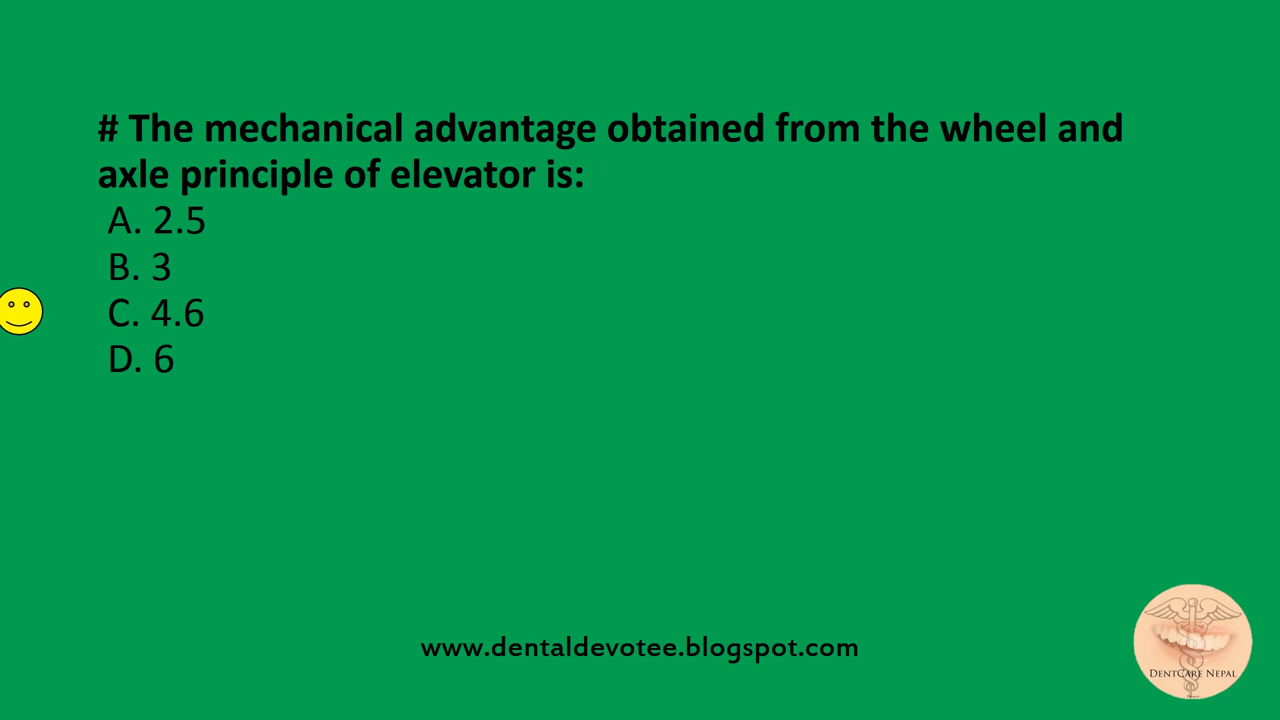 # The mechanical advantage obtained from the wheel and
axle principle of elevator is:
A. 2.5
B. 3
C. 4.6
D. 6
www.dentaldevotee.blogspot.com
DENTCARE NEPAL